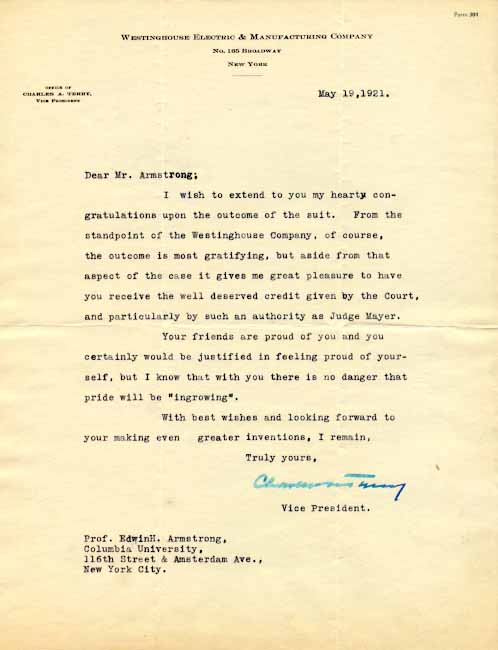 Form 301
WESTINGHOUSE ELECTRIC & MANUFACTURING COMPANY
NO. 165 BROADWAY
NEW YORK
OFFICE OF
CHARLES A. TERRY,
VICE PRESIDENT
May 19,1921.
Dear Mr. Armstrong;
I wish to extend to you my hearty con-
gratulations upon the outcome of the suit. From the
standpoint of the Westinghouse Company, of course,
the outcome is most gratifying, but aside from that
aspect of the case it gives me great pleasure to have
you receive the well deserved credit given by the Court,
and particularly by such an authority as Judge Mayer.
Your friends are proud of you and you
certainly would be justified in feeling proud of your-
self, but I know that with you there is no danger that
pride will be "ingrowing".
With best wishes and looking forward to
your making even greater inventions, I remain,
Truly yours,
Vice President.
Prof. EdwinH. Armstrong,
Columbia University,
116th Street & Amsterdam Ave.,
New York City.